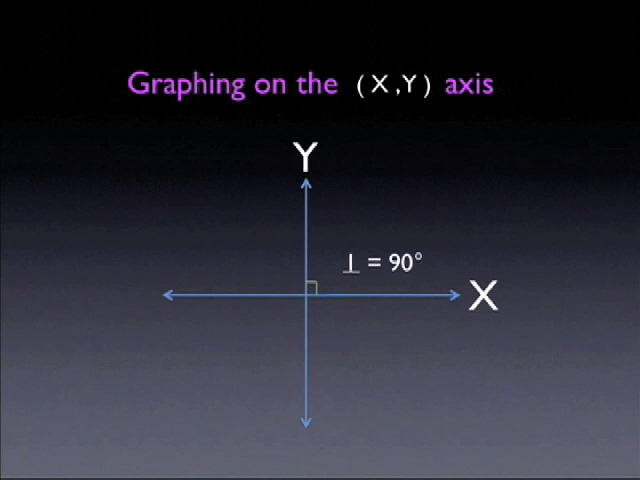 Graphing on the (X,Y) axis
Y
⊥ = 90°
X